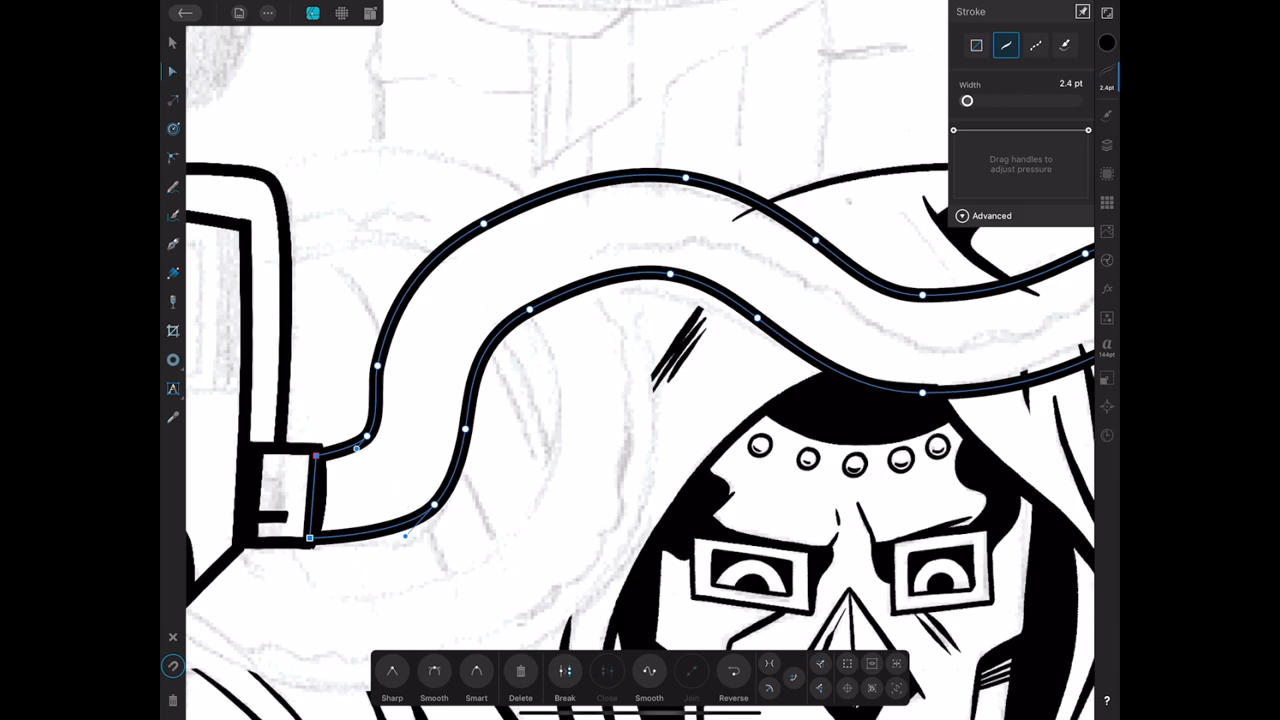 Stroke
Width 2.4 pt
2.4pt
Drag handles to
adjust pressure
Advanced
fx
a
144pt
A
Sharp Smooth Smart Delete Break Close Smooth Join Reverse
?